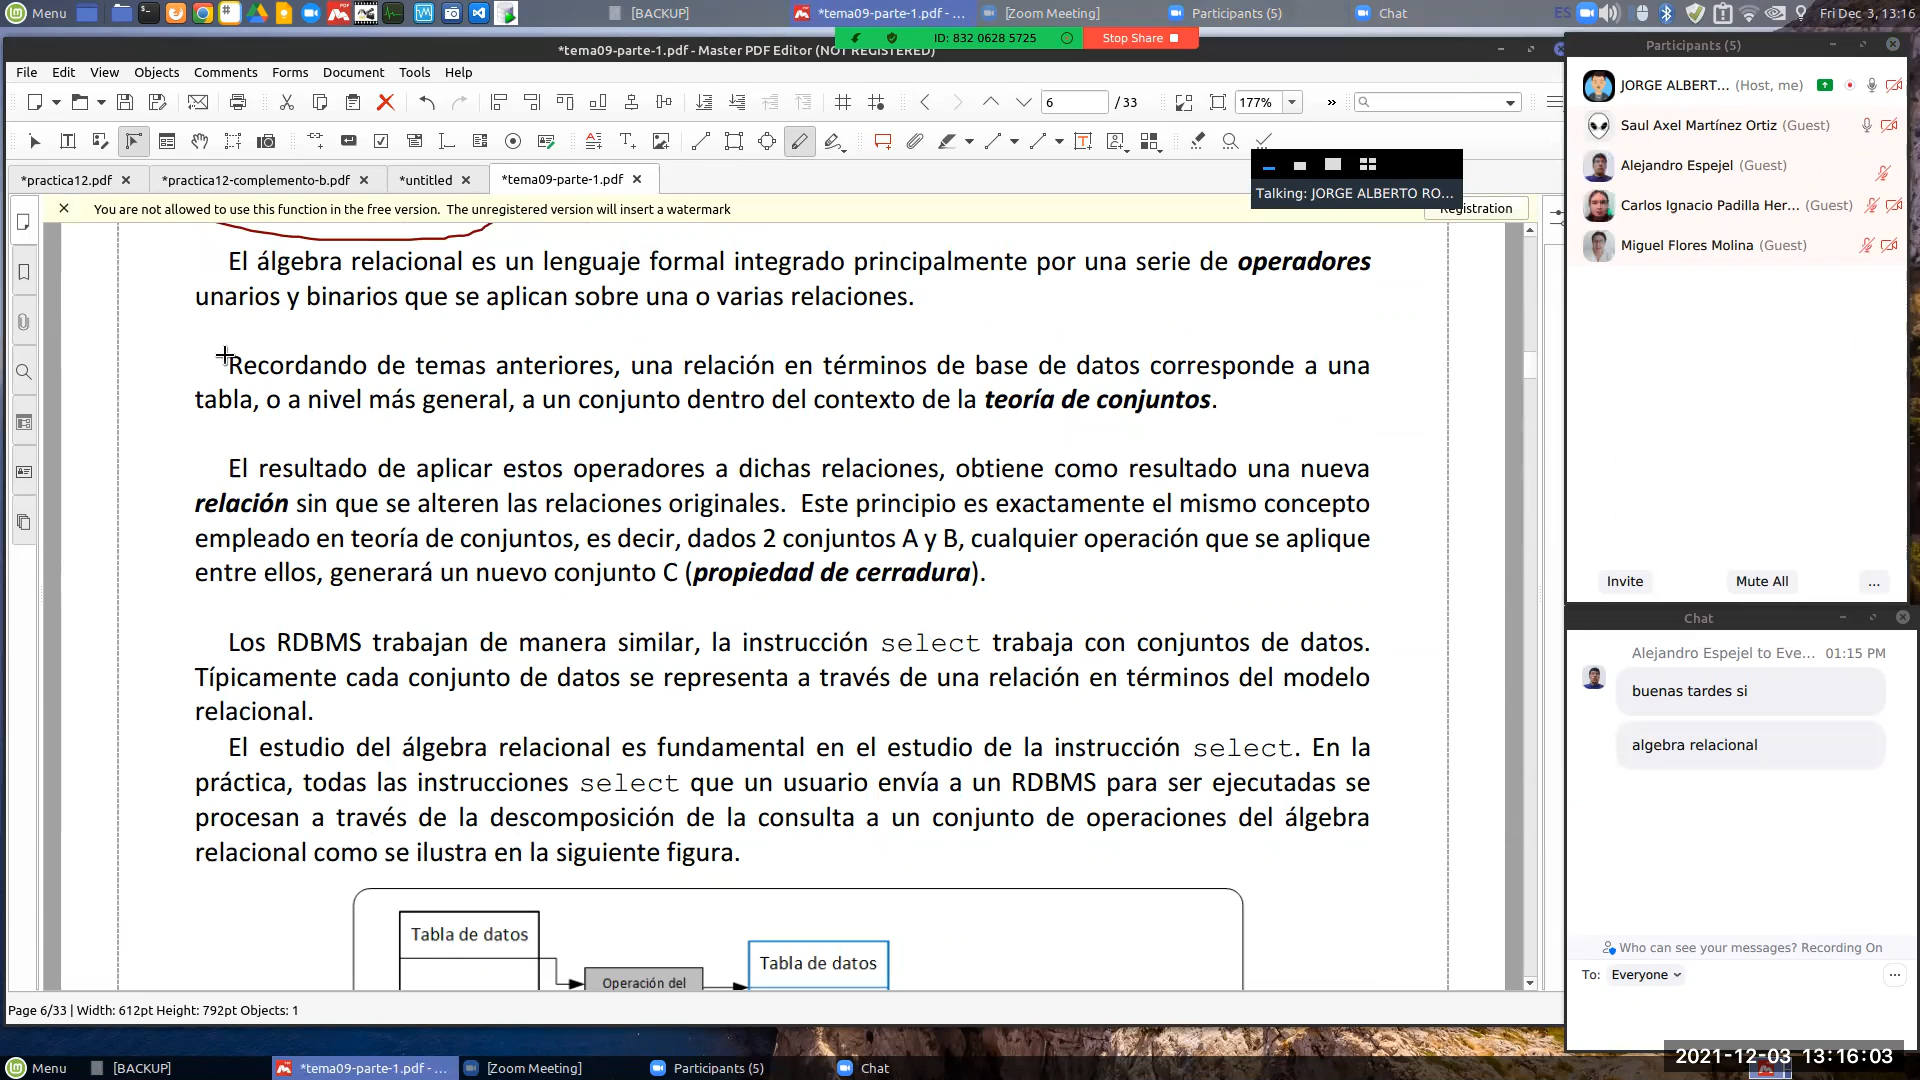 Menu
[BACKUP]
*tema09-parte-1.pdf - ...
[Zoom Meeting]
Participants (5)
Chat
ES
Fri Dec 3, 13:16
*tema09-parte-1.pdf - Master PDF Editor (NOT REGISTERED)
ID: 832 0628 5725
Stop Share
File Edit View Objects Comments Forms Document Tools Help
6 / 33
177%
*practica12.pdf
*practica12-complemento-b.pdf
*untitled
*tema09-parte-1.pdf
Talking: JORGE ALBERTO RO...
You are not allowed to use this function in the free version. The unregistered version will insert a watermark
Registration
El álgebra relacional es un lenguaje formal integrado principalmente por una serie de operadores
unarios y binarios que se aplican sobre una o varias relaciones.
Recordando de temas anteriores, una relación en términos de base de datos corresponde a una
tabla, o a nivel más general, a un conjunto dentro del contexto de la teoría de conjuntos.
El resultado de aplicar estos operadores a dichas relaciones, obtiene como resultado una nueva
relación sin que se alteren las relaciones originales. Este principio es exactamente el mismo concepto
empleado en teoría de conjuntos, es decir, dados 2 conjuntos A y B, cualquier operación que se aplique
entre ellos, generará un nuevo conjunto C (propiedad de cerradura).
Los RDBMS trabajan de manera similar, la instrucción select trabaja con conjuntos de datos.
Típicamente cada conjunto de datos se representa a través de una relación en términos del modelo
relacional.
El estudio del álgebra relacional es fundamental en el estudio de la instrucción select. En la
práctica, todas las instrucciones select que un usuario envía a un RDBMS para ser ejecutadas se
procesan a través de la descomposición de la consulta a un conjunto de operaciones del álgebra
relacional como se ilustra en la siguiente figura.
Tabla de datos
Operación del
Tabla de datos
Page 6/33 | Width: 612pt Height: 792pt Objects: 1
Participants (5)
JORGE ALBERT... (Host, me)
Saul Axel Martínez Ortiz (Guest)
Alejandro Espejel (Guest)
Carlos Ignacio Padilla Her... (Guest)
Miguel Flores Molina (Guest)
Invite
Mute All
...
Chat
Alejandro Espejel to Eve... 01:15 PM
buenas tardes si
algebra relacional
Who can see your messages? Recording On
To: Everyone
...
2021-12-03 13:16:03
Menu
[BACKUP]
*tema09-parte-1.pdf - ...
[Zoom Meeting]
Participants (5)
Chat